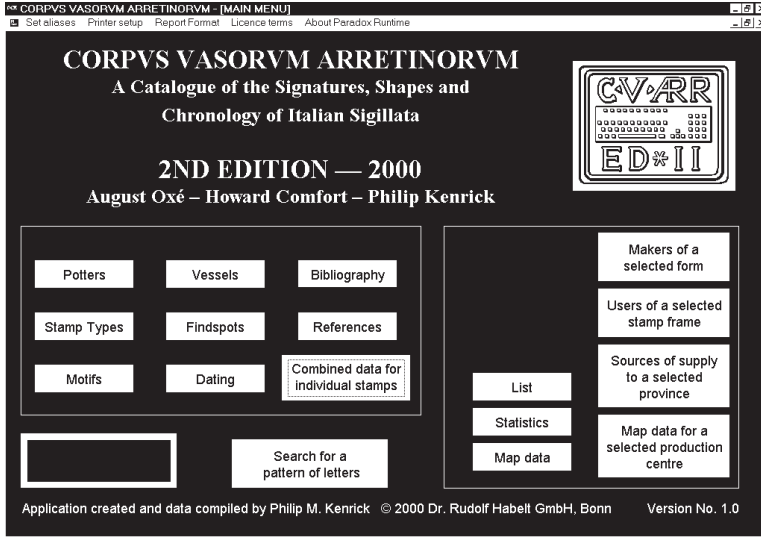 CORPVS VASORVM ARRETINORVM - [MAIN MENU]
Set aliases Printer setup Report Format Licence terms About Paradox Runtime
CORPVS VASORVM ARRETINORVM
A Catalogue of the Signatures, Shapes and
Chronology of Italian Sigillata
2ND EDITION — 2000
August Oxé – Howard Comfort – Philip Kenrick
C·V·ARR
ED*II
Potters
Vessels
Bibliography
Stamp Types
Findspots
References
Motifs
Dating
Combined data for
individual stamps
Search for a
pattern of letters
List
Statistics
Map data
Makers of a
selected form
Users of a selected
stamp frame
Sources of supply
to a selected
province
Map data for a
selected production
centre
Application created and data compiled by Philip M. Kenrick © 2000 Dr. Rudolf Habelt GmbH, Bonn Version No. 1.0